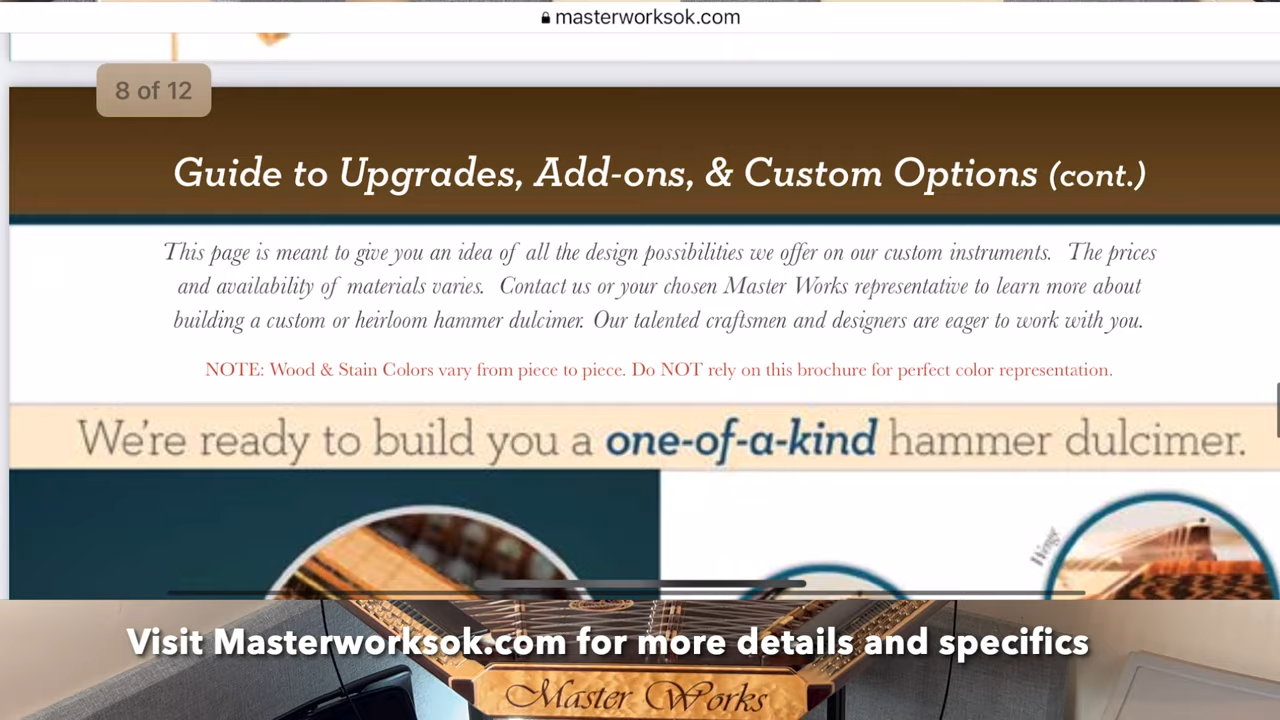 masterworksok.com
8 of 12
Guide to Upgrades, Add-ons, & Custom Options (cont.)
This page is meant to give you an idea of all the design possibilities we offer on our custom instruments. The prices
and availability of materials varies. Contact us or your chosen Master Works representative to learn more about
building a custom or heirloom hammer dulcimer. Our talented craftsmen and designers are eager to work with you.
NOTE: Wood & Stain Colors vary from piece to piece. Do NOT rely on this brochure for perfect color representation.
We're ready to build you a one-of-a-kind hammer dulcimer.
Wenge
Visit Masterworksok.com for more details and specifics
Master Works